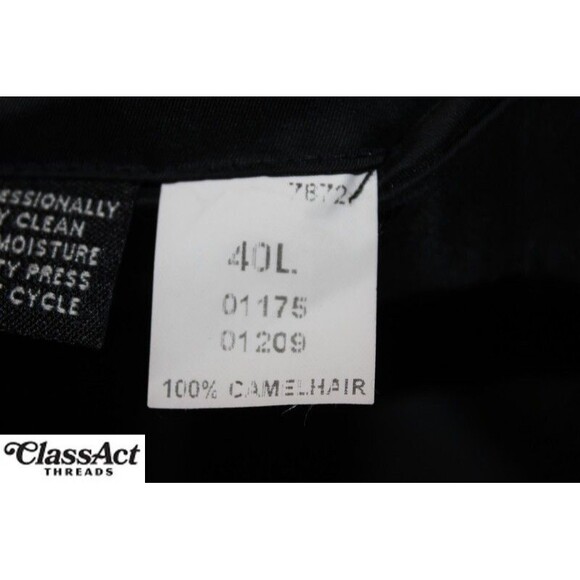 ESSIONALLY
Y CLEAN
MOISTURE
TY PRESS
CYCLE
7872
40L
01175
01209
100% CAMELHAIR
ClassAct
THREADS